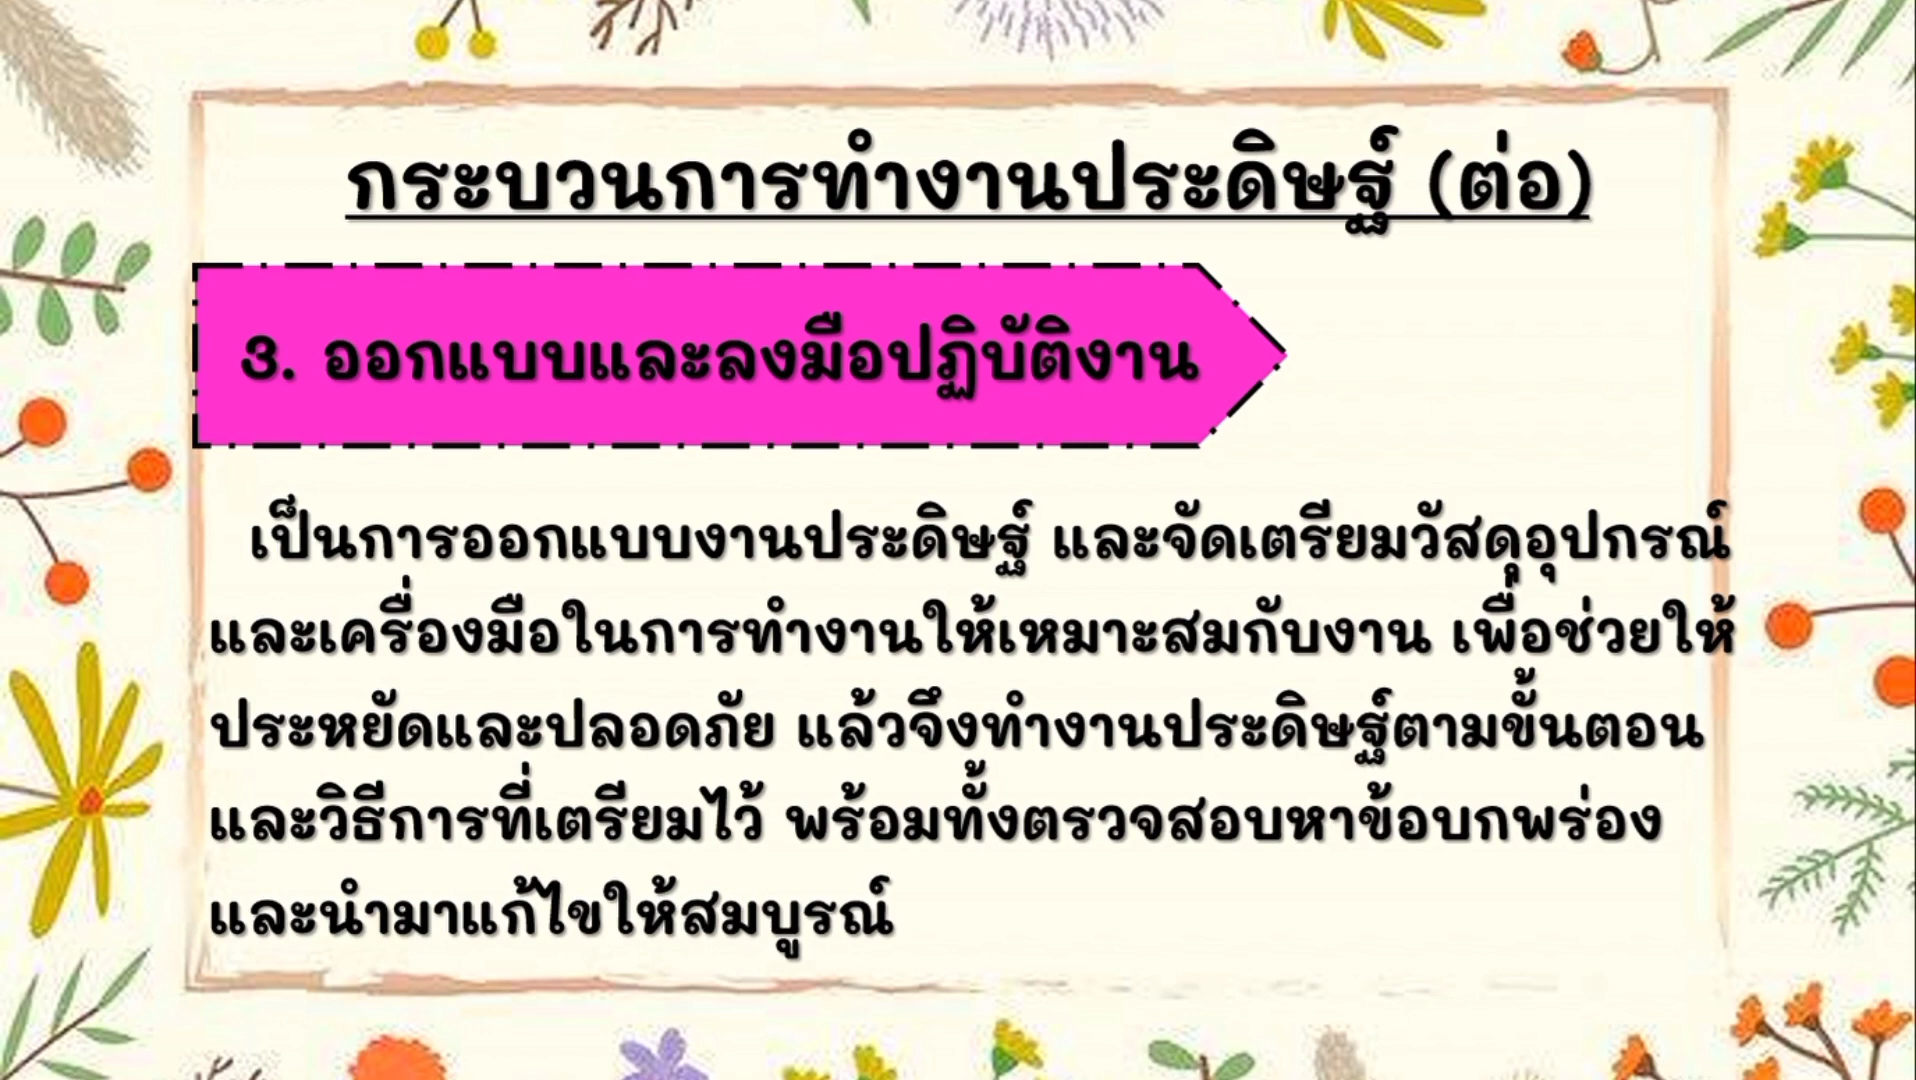 กระบวนการทำงานประดิษฐ์ (ต่อ)
3. ออกแบบและลงมือปฏิบัติงาน
เป็นการออกแบบงานประดิษฐ์ และจัดเตรียมวัสดุอุปกรณ์
และเครื่องมือในการทำงานให้เหมาะสมกับงาน เพื่อช่วยให้
ประหยัดและปลอดภัย แล้วจึงทำงานประดิษฐ์ตามขั้นตอน
และวิธีการที่เตรียมไว้ พร้อมทั้งตรวจสอบหาข้อบกพร่อง
และนำมาแก้ไขให้สมบูรณ์